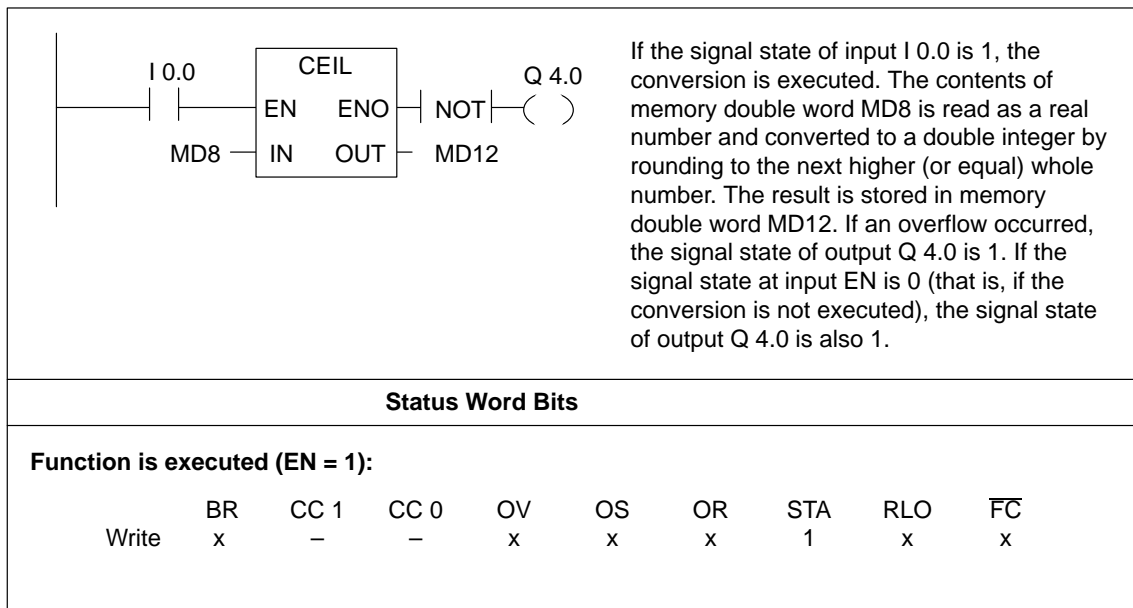 I 0.0
CEIL
Q 4.0
EN ENO NOT
MD8 IN OUT MD12
If the signal state of input I 0.0 is 1, the
conversion is executed. The contents of
memory double word MD8 is read as a real
number and converted to a double integer by
rounding to the next higher (or equal) whole
number. The result is stored in memory
double word MD12. If an overflow occurred,
the signal state of output Q 4.0 is 1. If the
signal state at input EN is 0 (that is, if the
conversion is not executed), the signal state
of output Q 4.0 is also 1.
Status Word Bits
Function is executed (EN = 1):
BR CC 1 CC 0 OV OS OR STA RLO F̅C̅
Write x – – x x x 1 x x